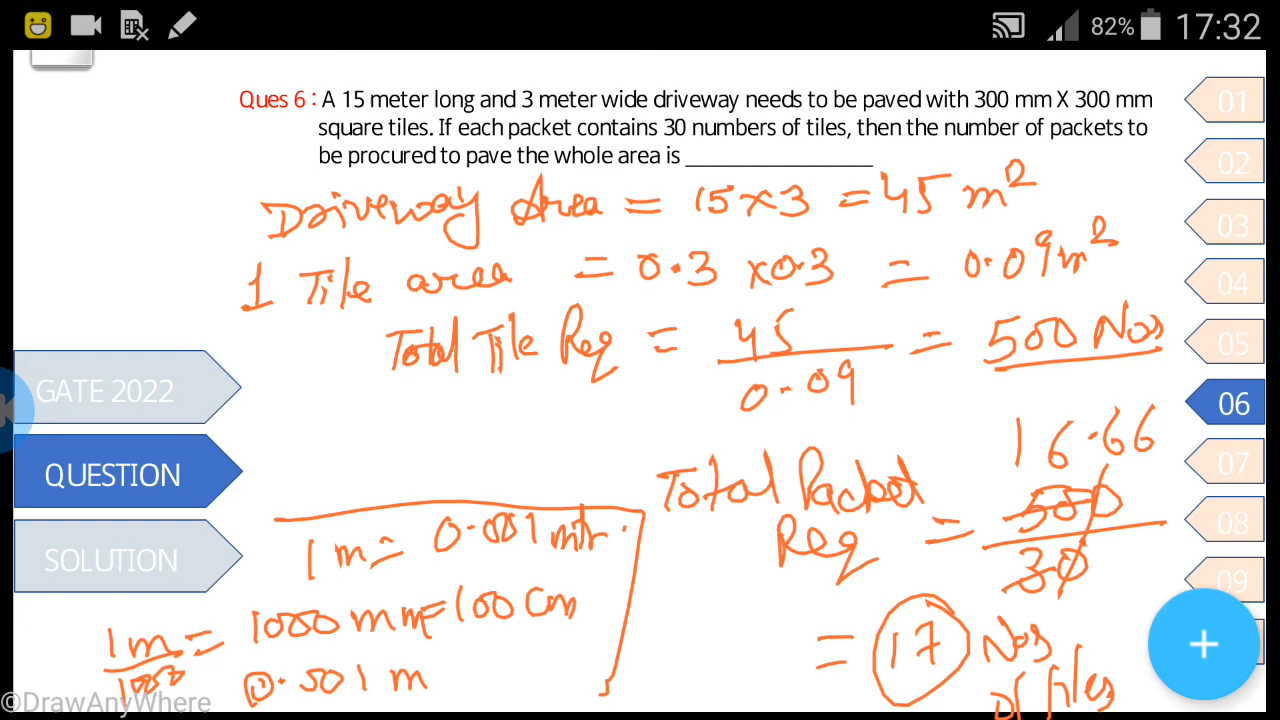 82% 17:32
Ques 6 : A 15 meter long and 3 meter wide driveway needs to be paved with 300 mm X 300 mm
square tiles. If each packet contains 30 numbers of tiles, then the number of packets to
be procured to pave the whole area is _______________
Driveway Area = 15 x 3 = 45 m²
1 Tile area = 0.3 x 0.3 = 0.09 m²
Total Tile Req = 45 / 0.09 = 500 Nos
Total Packet Req = 500 / 30
16.66
= 17 Nos
of tiles
1 m = 0.001 mtr.
1000 mm = 100 Cm
1m / 1000 =
m
GATE 2022
QUESTION
SOLUTION
01
02
03
04
05
06
07
08
09
+
©DrawAnyWhere